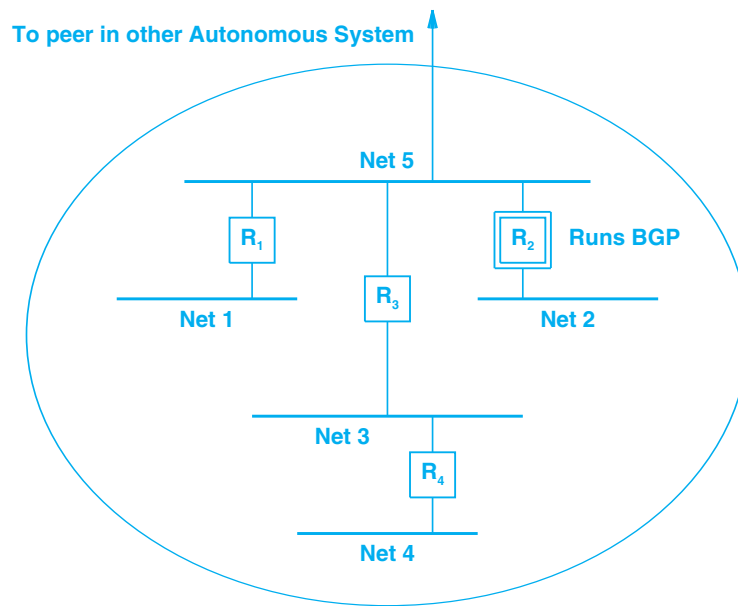 To peer in other Autonomous System
Net 5
R1
R2
Runs BGP
R3
Net 1
Net 2
Net 3
R4
Net 4